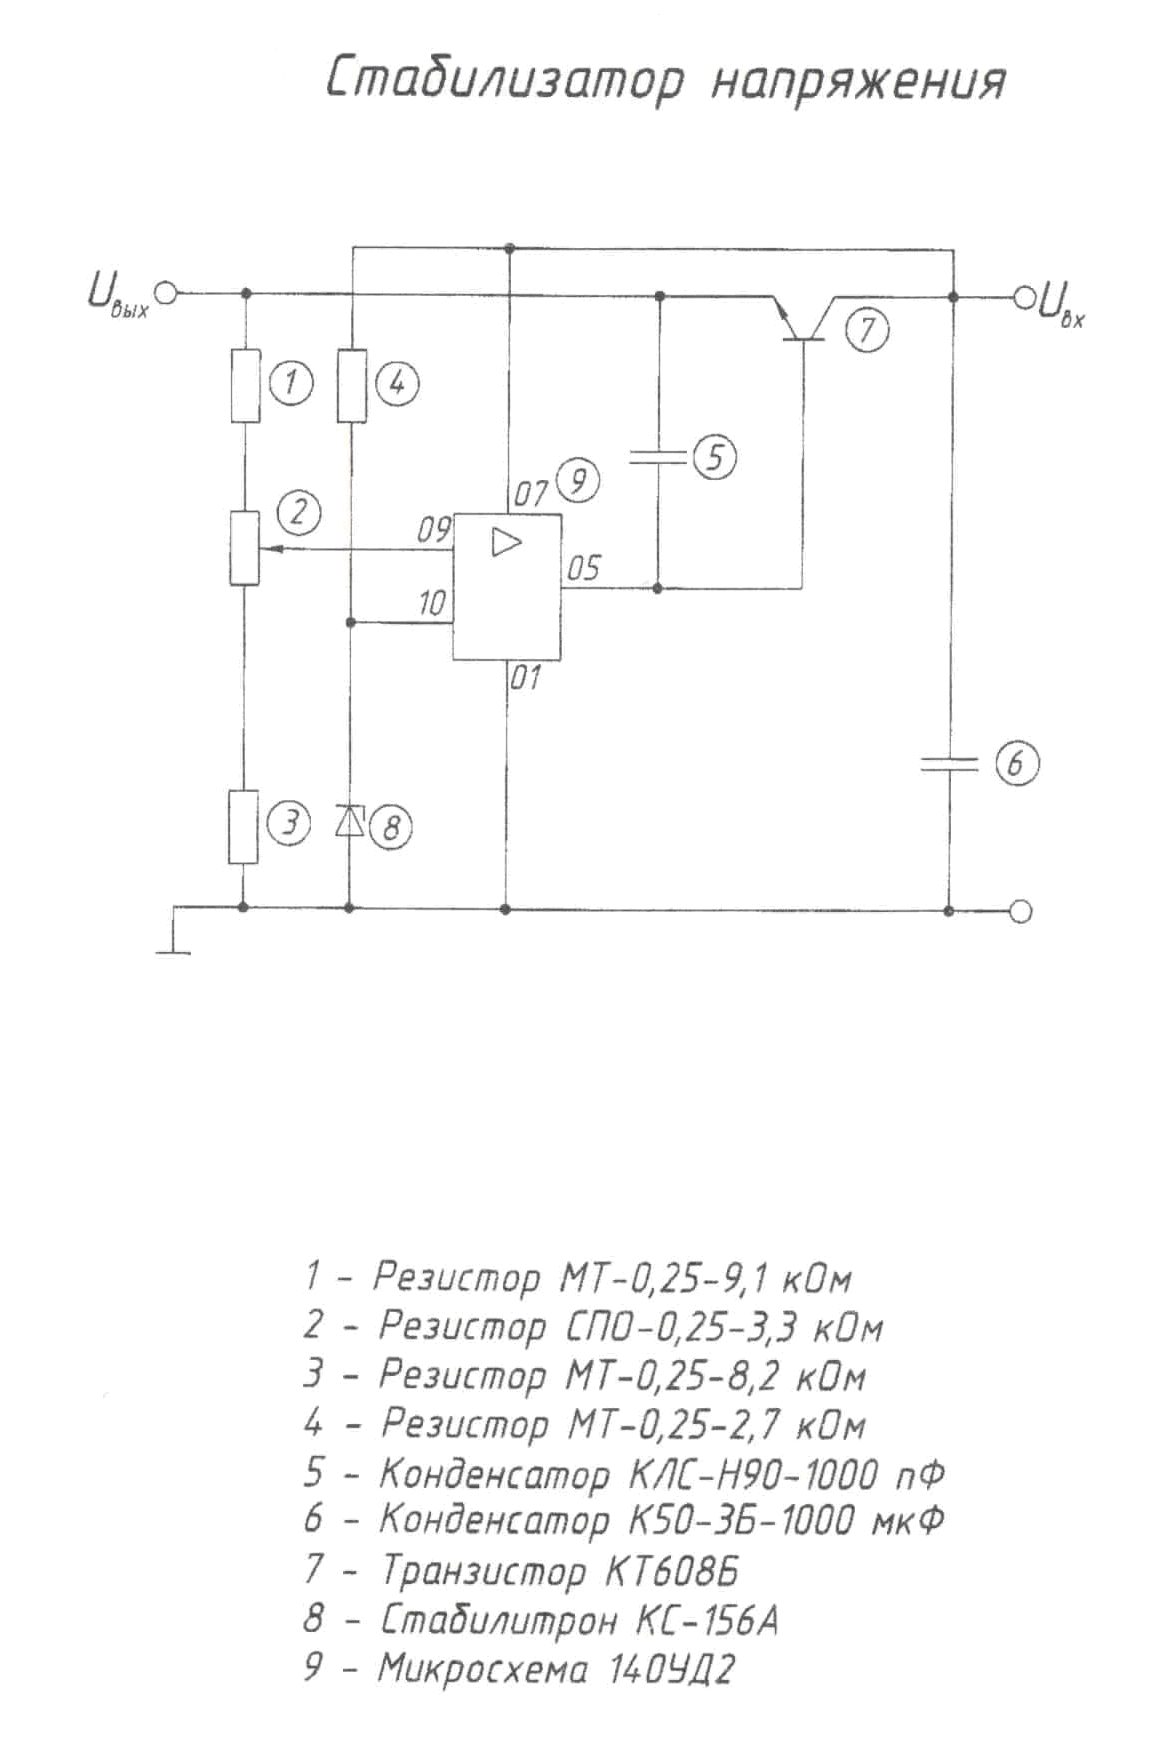 Стабилизатор напряжения
Uвых
Uвх
7
1
4
5
9
07
2
09
05
10
01
6
3
8
1 - Резистор МТ-0,25-9,1 кОм
2 - Резистор СПО-0,25-3,3 кОм
3 - Резистор МТ-0,25-8,2 кОм
4 - Резистор МТ-0,25-2,7 кОм
5 - Конденсатор КЛС-Н90-1000 пФ
6 - Конденсатор К50-3Б-1000 мкФ
7 - Транзистор КТ608Б
8 - Стабилитрон КС-156А
9 - Микросхема 140УД2